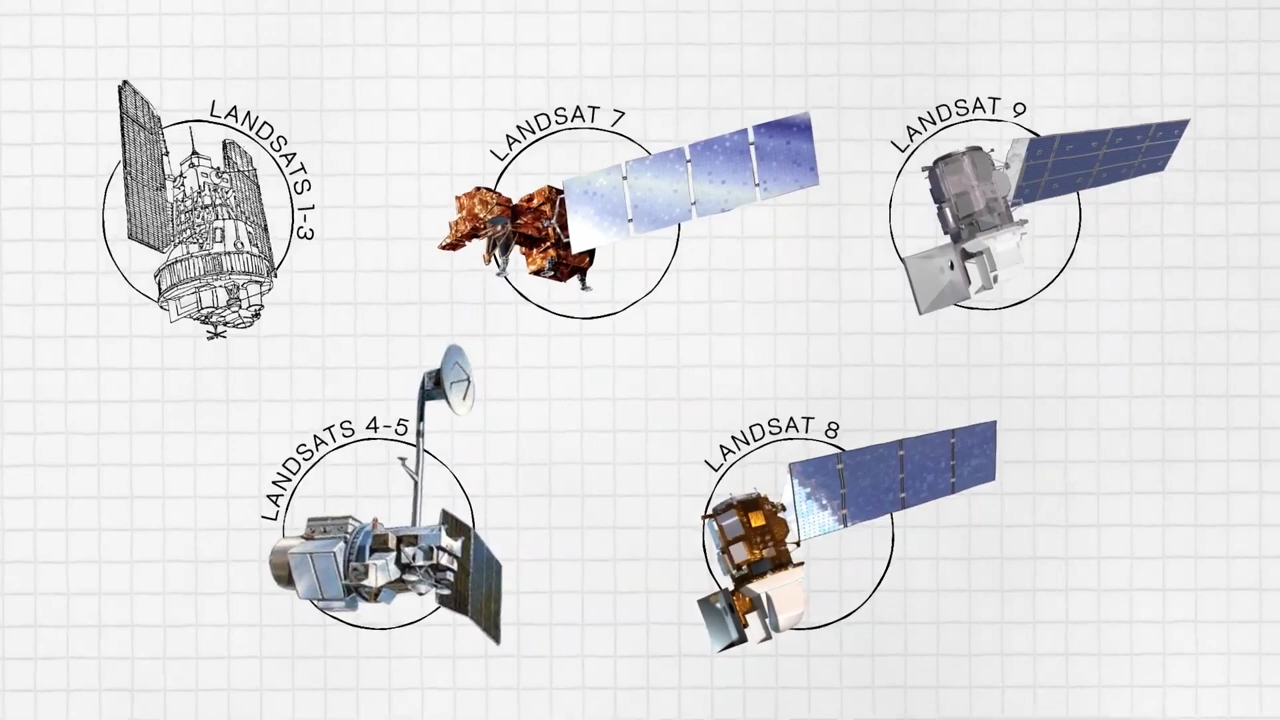 LANDSATS 1-3
LANDSAT 7
LANDSAT 9
LANDSATS 4-5
LANDSAT 8